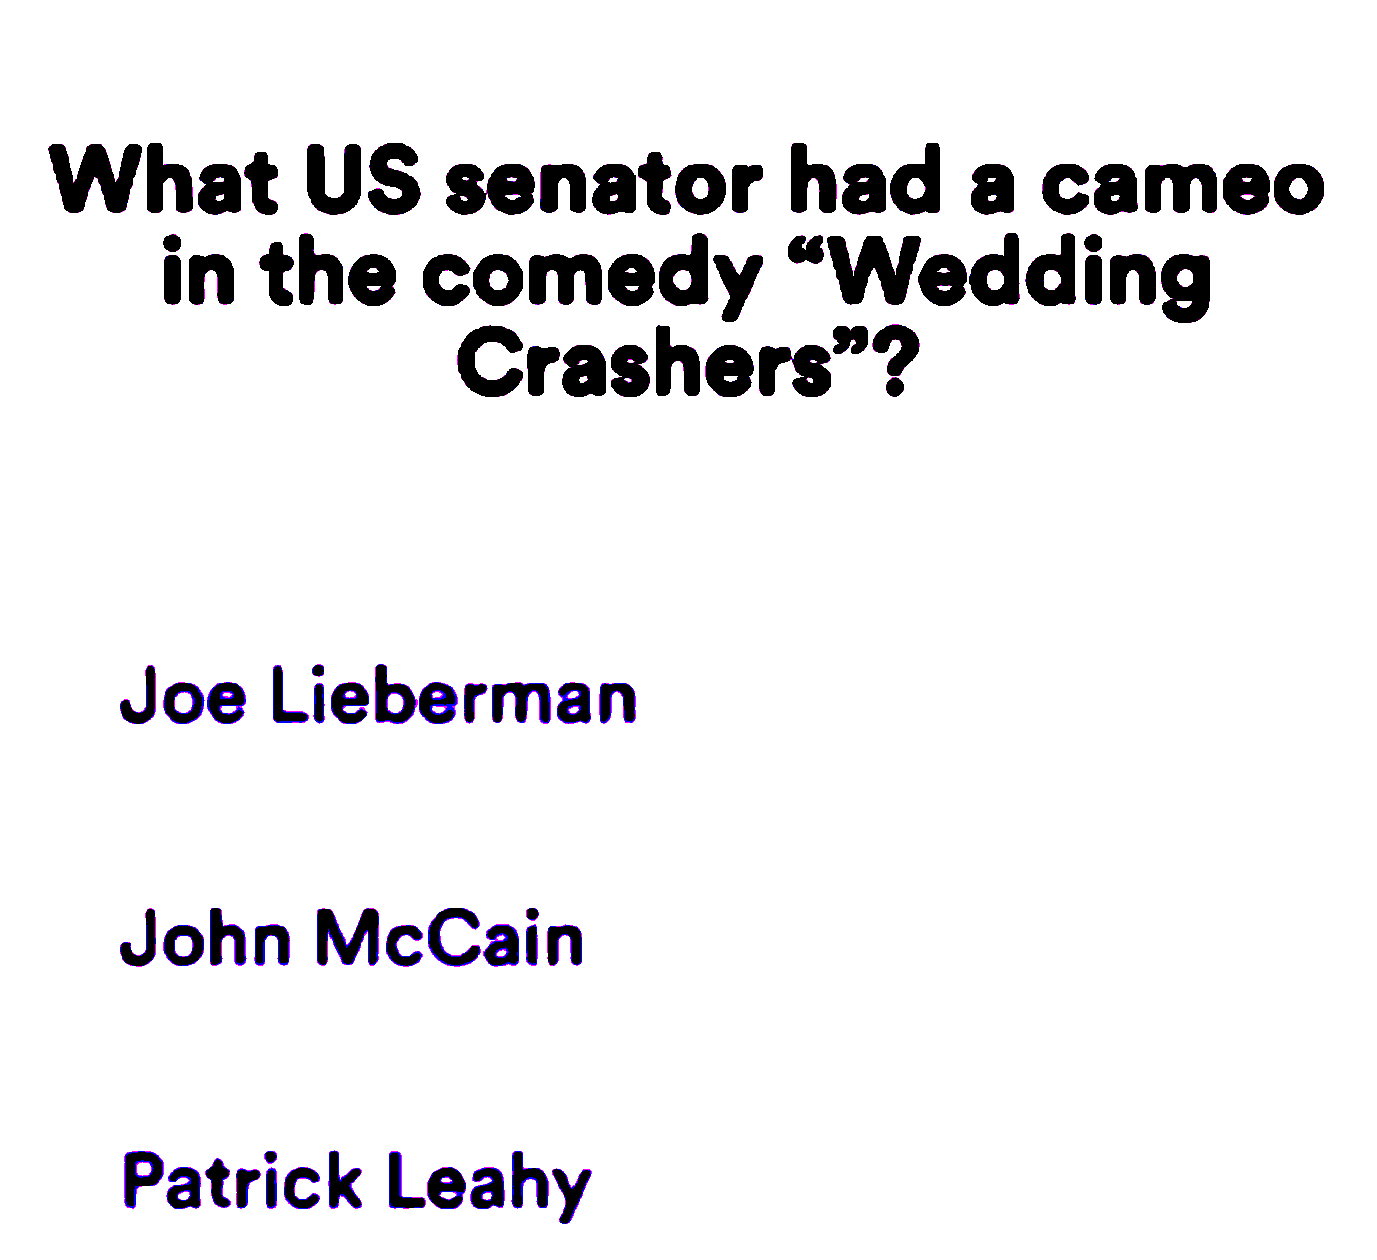 What US senator had a cameo
in the comedy “Wedding
Crashers”?
Joe Lieberman
John McCain
Patrick Leahy